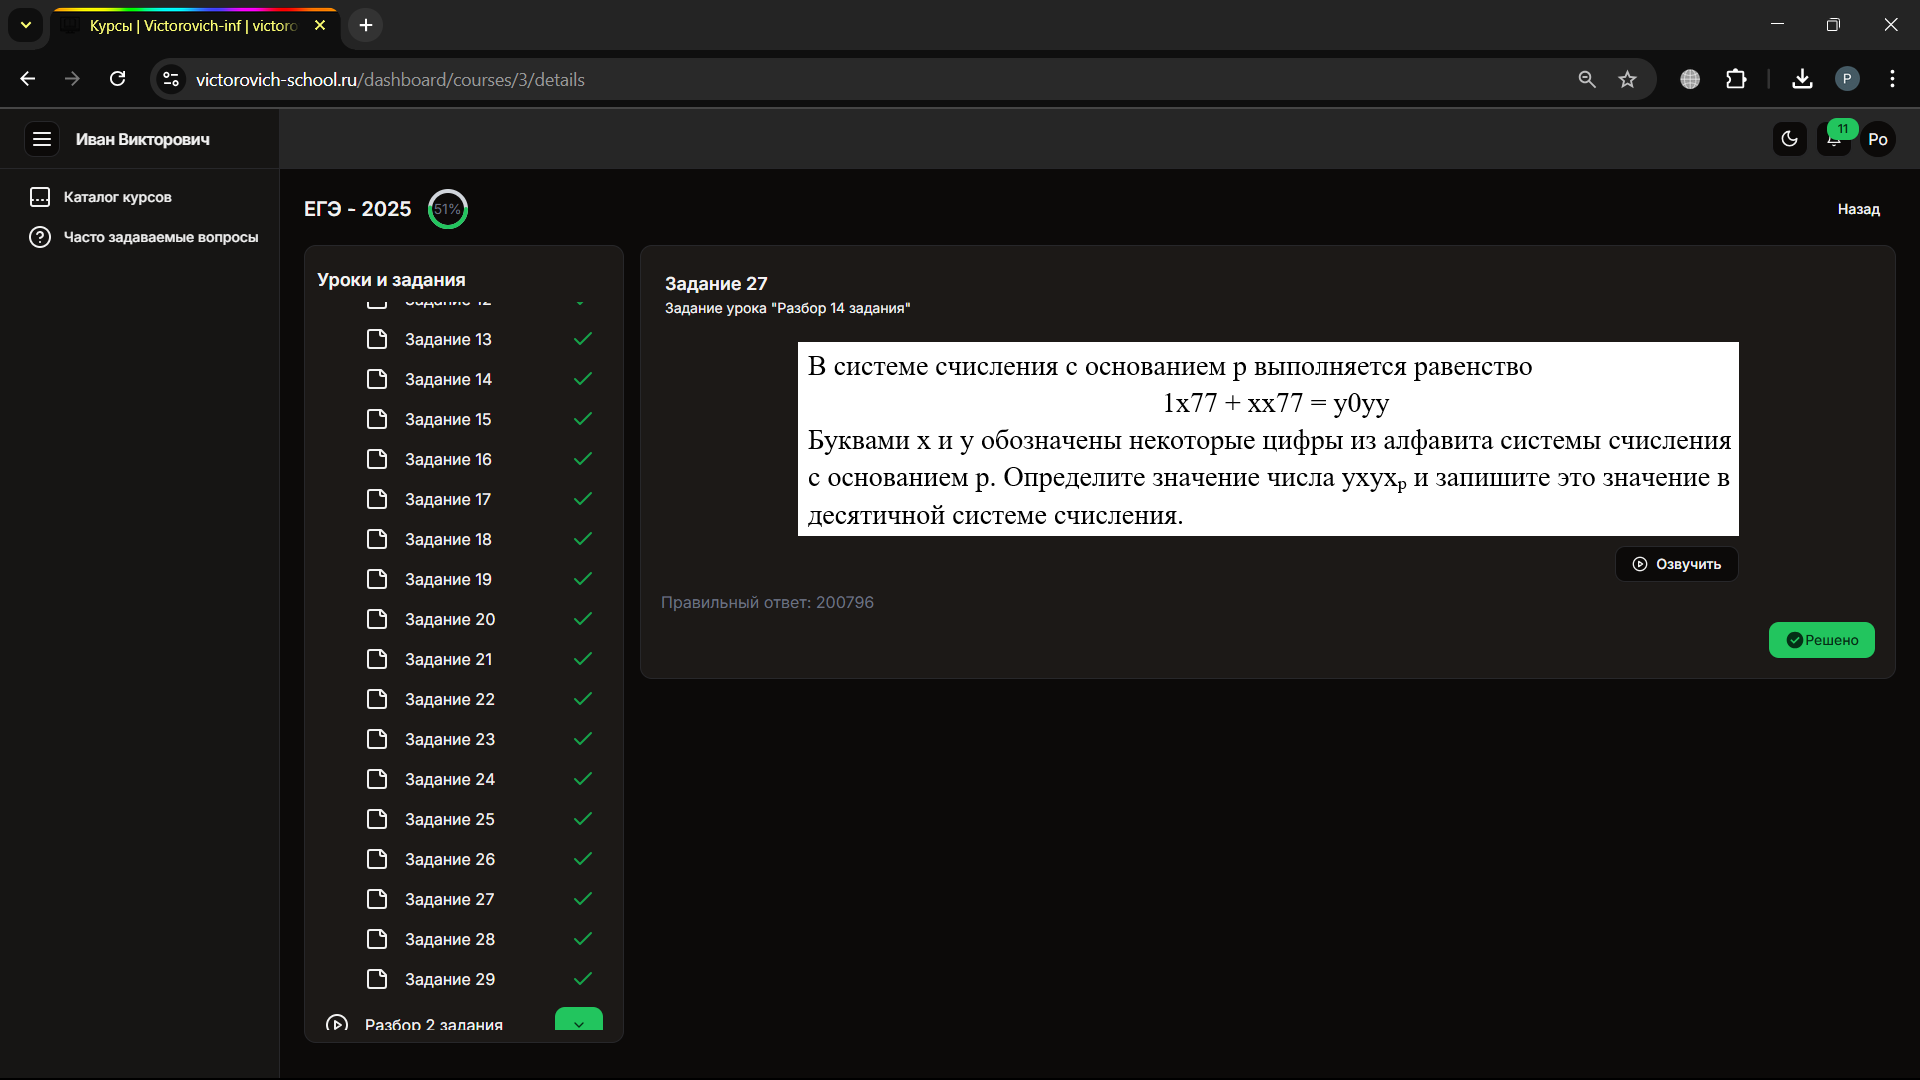 Курсы | Victorovich-inf | victoro
victorovich-school.ru/dashboard/courses/3/details
P
Иван Викторович
11
Po
Каталог курсов
Часто задаваемые вопросы
ЕГЭ - 2025
51%
Назад
Уроки и задания
Задание 12
Задание 13
Задание 14
Задание 15
Задание 16
Задание 17
Задание 18
Задание 19
Задание 20
Задание 21
Задание 22
Задание 23
Задание 24
Задание 25
Задание 26
Задание 27
Задание 28
Задание 29
Разбор 2 задания
Задание 27
Задание урока "Разбор 14 задания"
В системе счисления с основанием p выполняется равенство
1x77 + xx77 = y0yy
Буквами x и y обозначены некоторые цифры из алфавита системы счисления
с основанием p. Определите значение числа yxyxₚ и запишите это значение в
десятичной системе счисления.
Озвучить
Правильный ответ: 200796
Решено